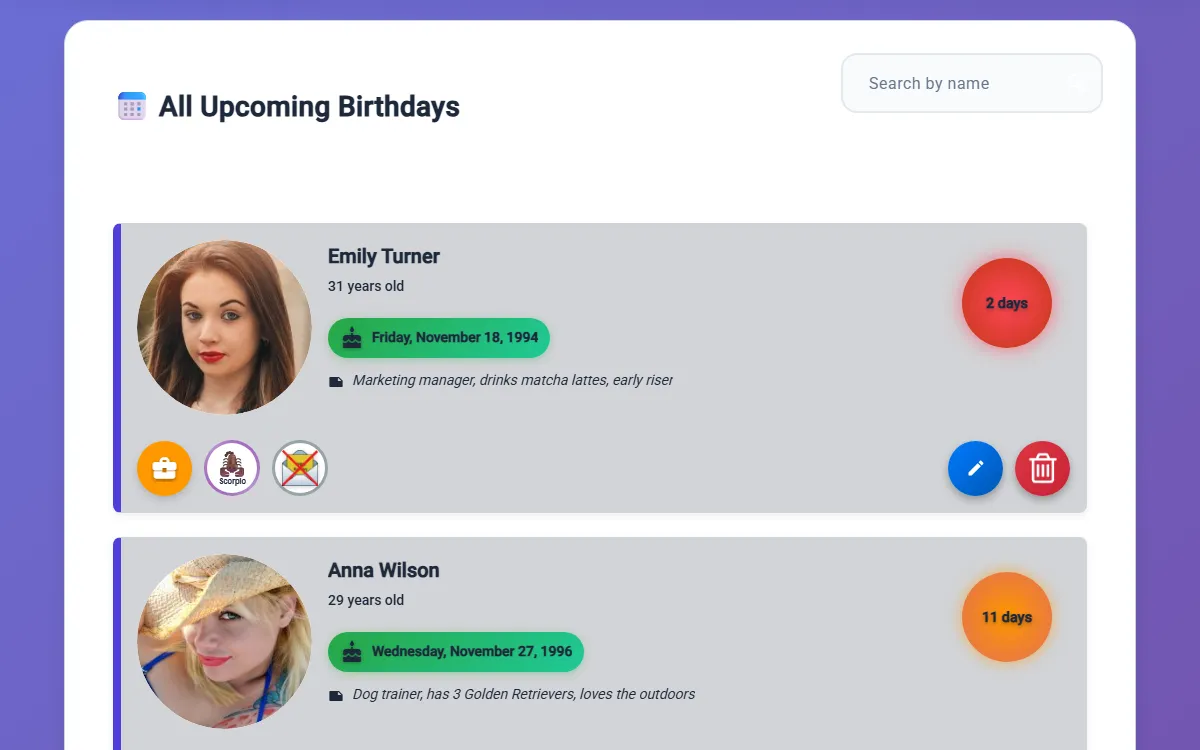 Search by name
All Upcoming Birthdays
Emily Turner
31 years old
2 days
Friday, November 18, 1994
Marketing manager, drinks matcha lattes, early riser
Scorpio
Anna Wilson
29 years old
11 days
Wednesday, November 27, 1996
Dog trainer, has 3 Golden Retrievers, loves the outdoors